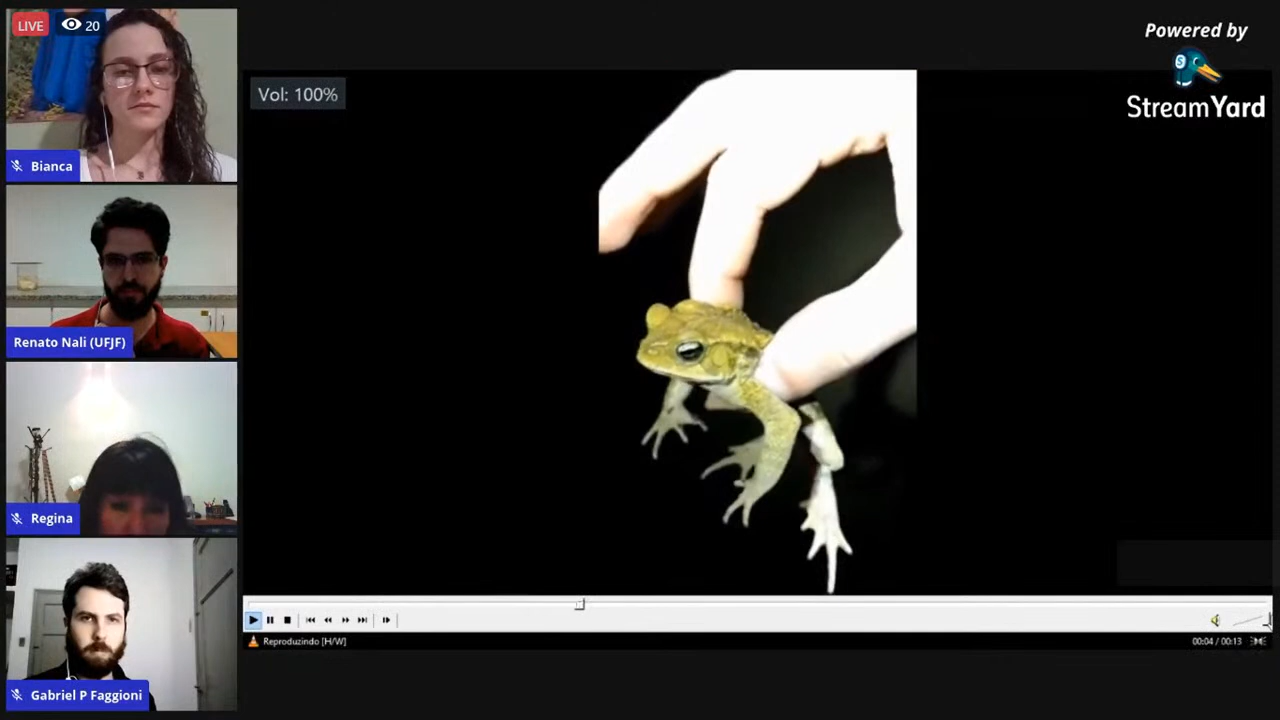 LIVE 20
Bianca
Renato Nali (UFJF)
Regina
Gabriel P Faggioni
Vol: 100%
Powered by
StreamYard
Reproduzindo [H/W]
00:04 / 00:13